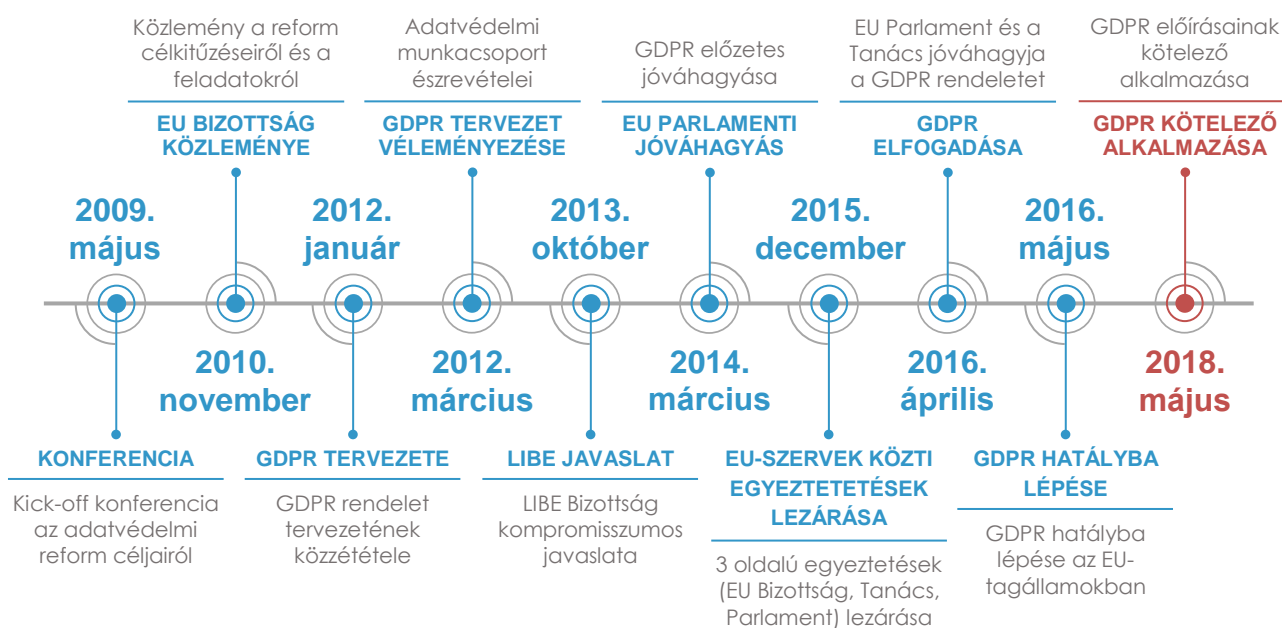 Közlemény a reform
célkitűzéseiről és a
feladatokról
EU BIZOTTSÁG
KÖZLEMÉNYE
Adatvédelmi
munkacsoport
észrevételei
GDPR TERVEZET
VÉLEMÉNYEZÉSE
GDPR előzetes
jóváhagyása
EU PARLAMENTI
JÓVÁHAGYÁS
EU Parlament és a
Tanács jóváhagyja
a GDPR rendeletet
GDPR
ELFOGADÁSA
GDPR előírásainak
kötelező
alkalmazása
GDPR KÖTELEZŐ
ALKALMAZÁSA
2009.
május
2012.
január
2013.
október
2015.
december
2016.
május
2010.
november
2012.
március
2014.
március
2016.
április
2018.
május
KONFERENCIA
Kick-off konferencia
az adatvédelmi
reform céljairól
GDPR TERVEZETE
GDPR rendelet
tervezetének
közzététele
LIBE JAVASLAT
LIBE Bizottság
kompromisszumos
javaslata
EU-SZERVEK KÖZTI
EGYEZTETETÉSEK
LEZÁRÁSA
3 oldalú egyeztetések
(EU Bizottság, Tanács,
Parlament) lezárása
GDPR HATÁLYBA
LÉPÉSE
GDPR hatályba
lépése az EU-
tagállamokban